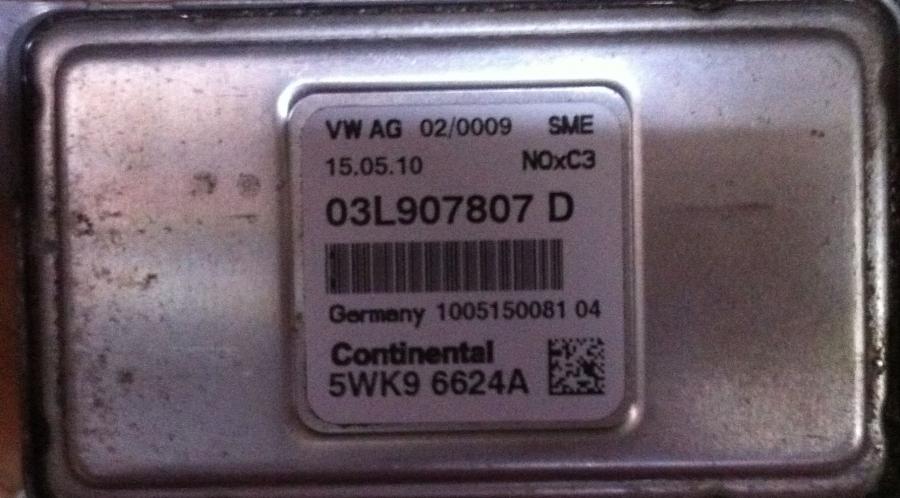 VW AG 02/0009 SME
15.05.10 NOxC3
03L907807 D
Germany 1005150081 04
Continental
5WK9 6624A